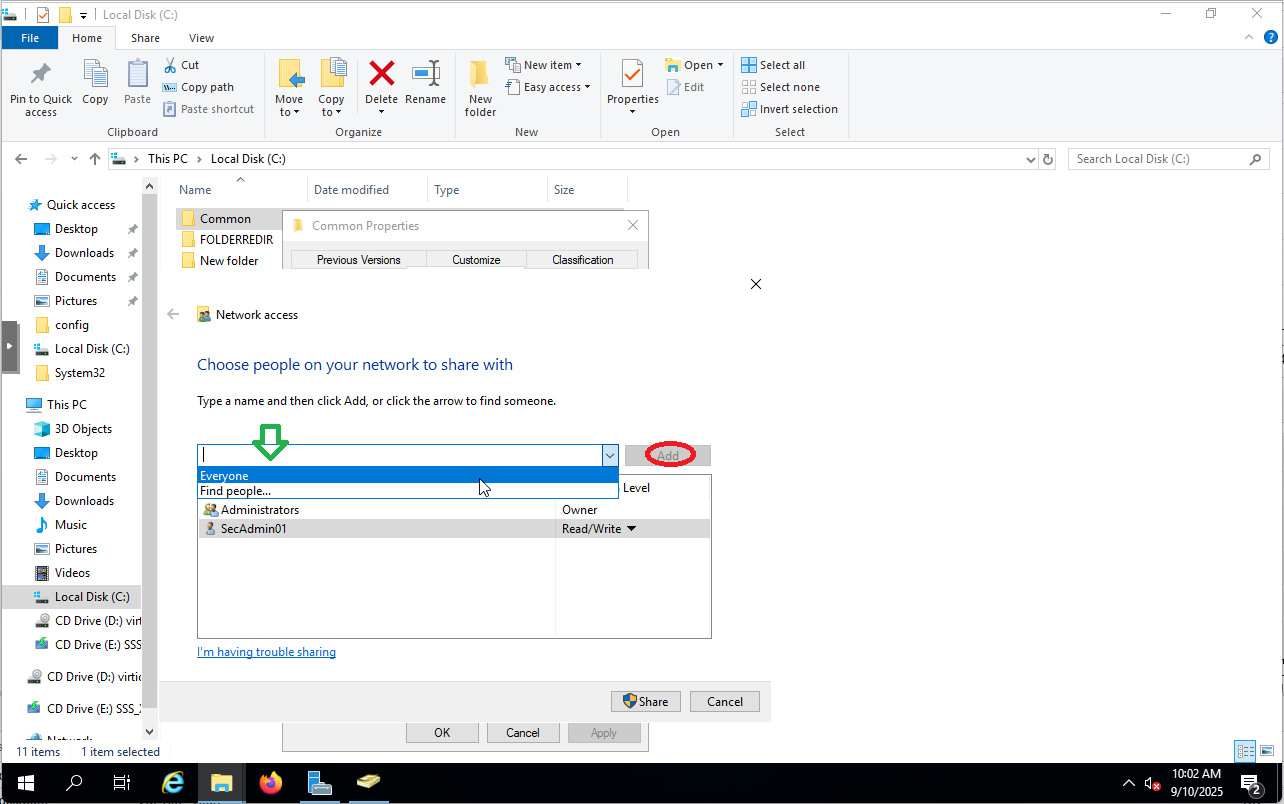 Local Disk (C:)
File Home Share View
Pin to Quick access
Copy
Paste
Cut
Copy path
Paste shortcut
Clipboard
Move to
Copy to
Delete
Rename
Organize
New folder
New item
Easy access
New
Properties
Open
Edit
Open
Select all
Select none
Invert selection
Select
This PC > Local Disk (C:)
Search Local Disk (C:)
Name Date modified Type Size
Quick access
Desktop
Downloads
Documents
Pictures
config
Local Disk (C:)
System32
This PC
3D Objects
Desktop
Documents
Downloads
Music
Pictures
Videos
Local Disk (C:)
CD Drive (D:) virti
CD Drive (E:) SSS
CD Drive (D:) virtic
CD Drive (E:) SSS_
Network
Common
FOLDERREDIR
New folder
Common Properties
Previous Versions Customize Classification
Network access
Choose people on your network to share with
Type a name and then click Add, or click the arrow to find someone.
Add
Everyone
Find people...
Level
Administrators Owner
SecAdmin01 Read/Write
I'm having trouble sharing
Share Cancel
OK Cancel Apply
11 items 1 item selected
10:02 AM
9/10/2025
2